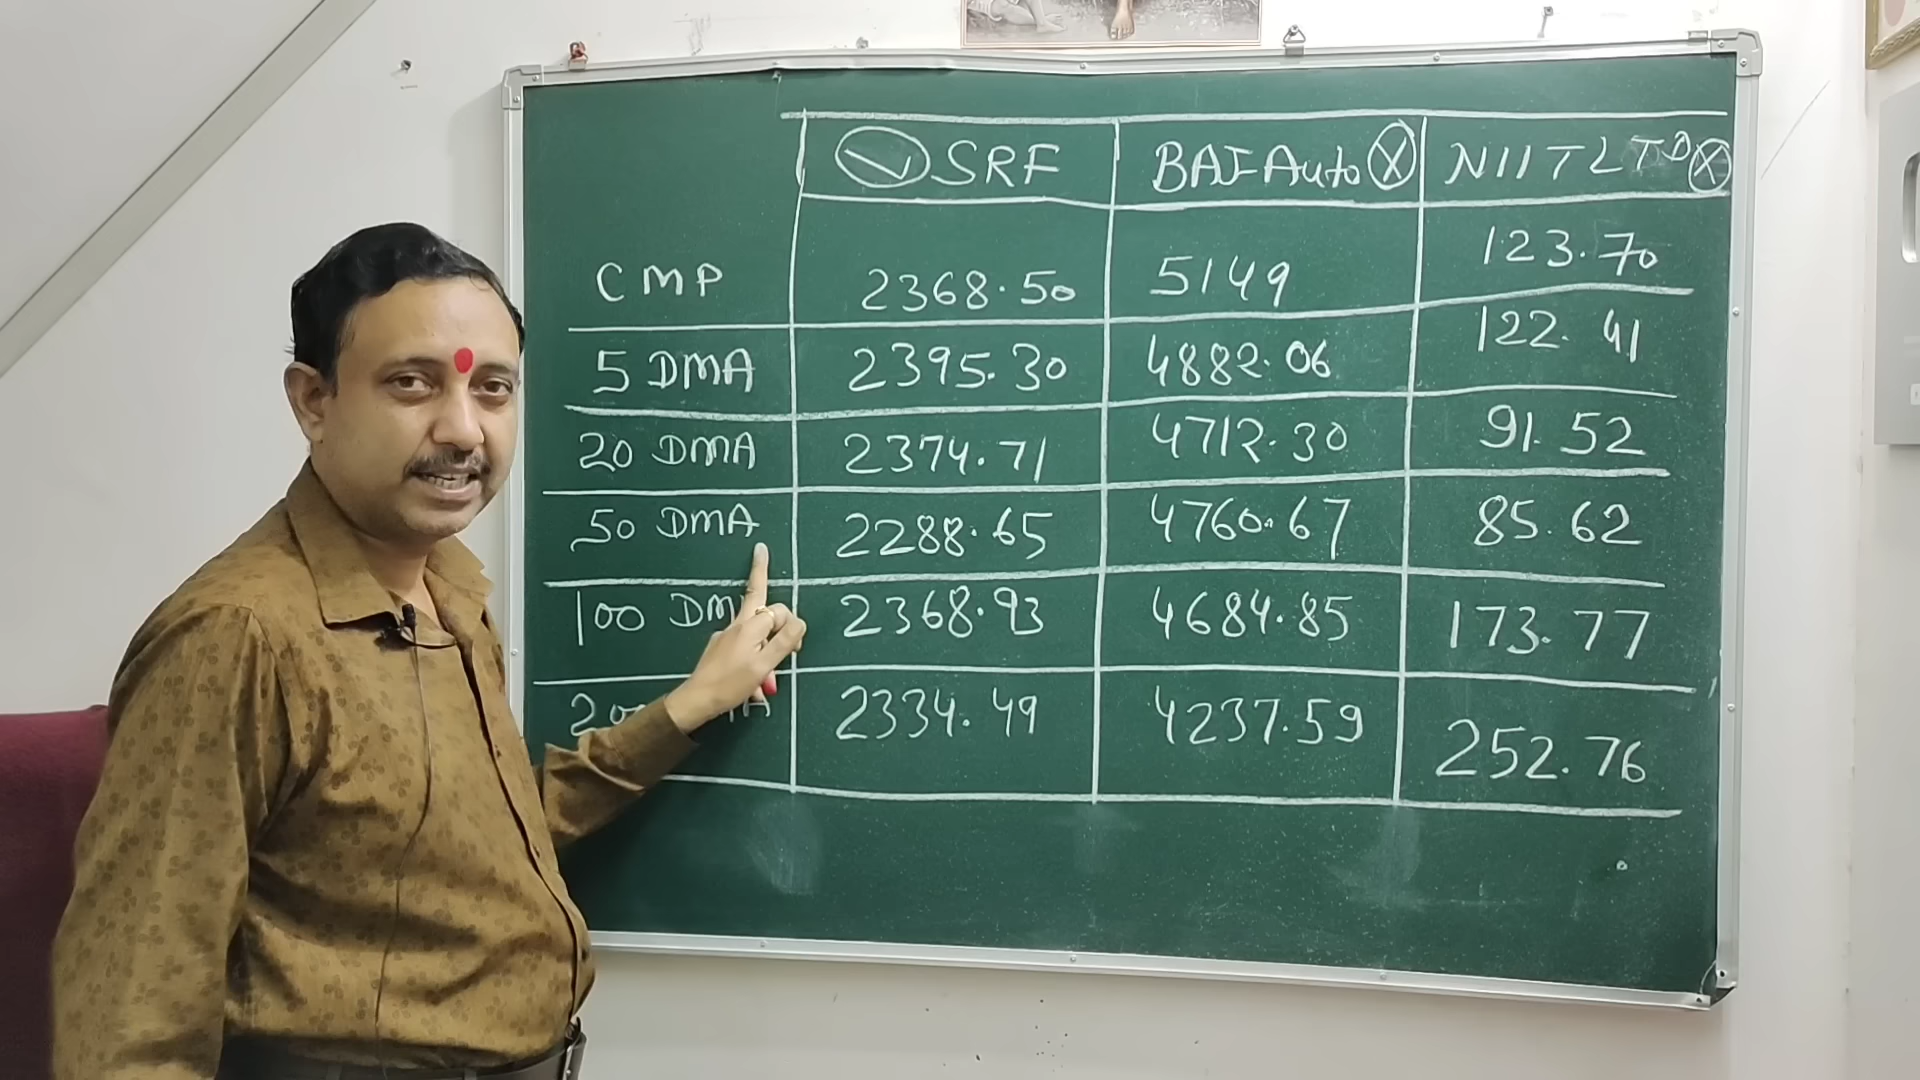 SRF BAJ Auto NIIT LTD
CMP 2368.50 5149 123.70
5 DMA 2395.30 4882.06 122.41
20 DMA 2374.71 4712.30 91.52
50 DMA 2288.65 4760.67 85.62
100 DMA 2368.93 4684.85 173.77
2334.49 4237.59 252.76